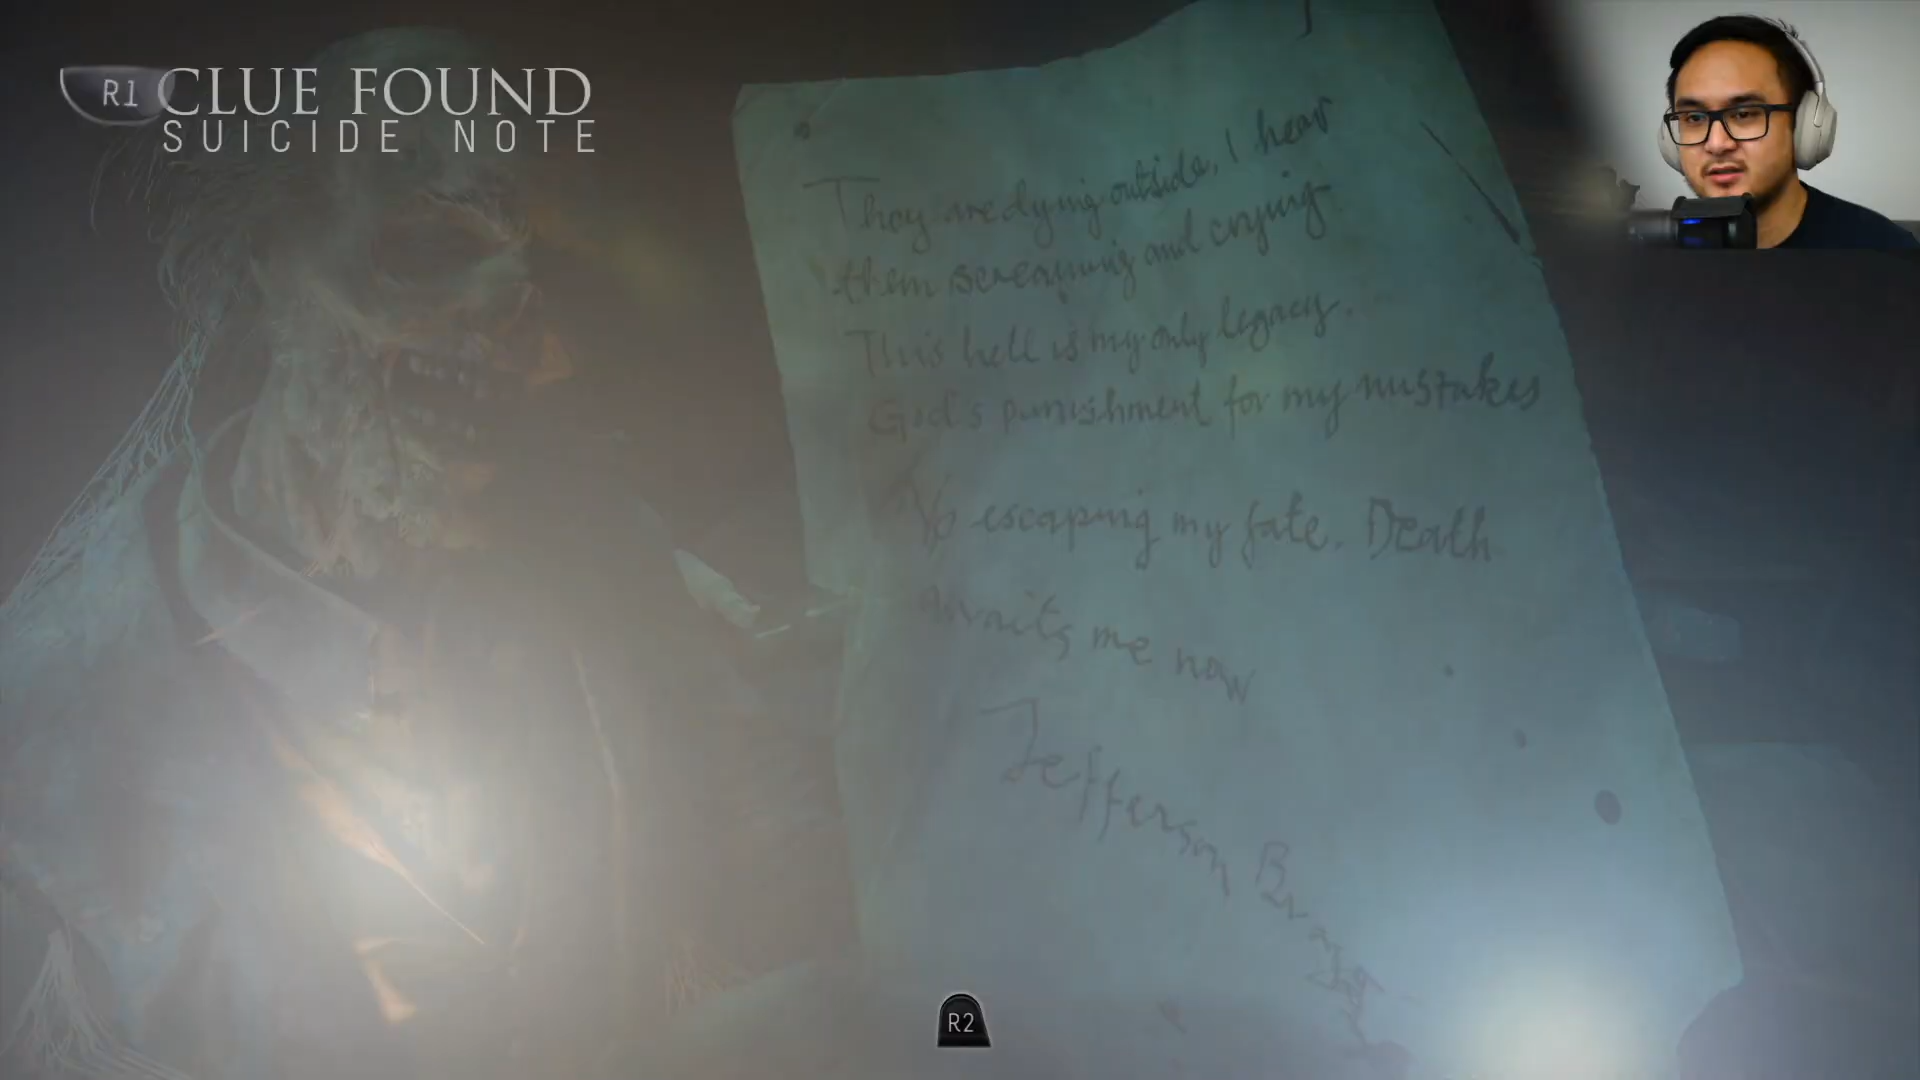 R1 CLUE FOUND
SUICIDE NOTE
They are dying outside, I hear
them screaming and crying.
This hell is my only legacy.
God's punishment for my mistakes
No escaping my fate. Death
awaits me now
Jefferson
R2